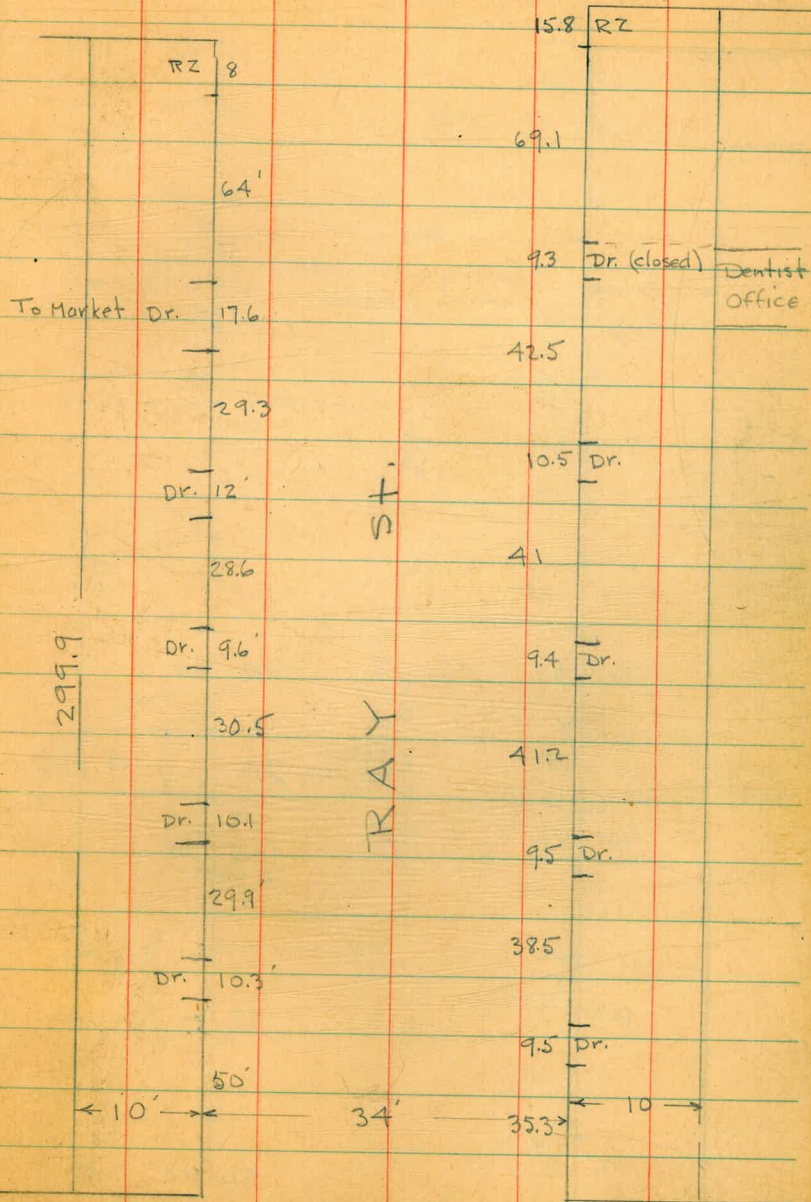 15.8 RZ
RZ 8
69.1
64'
9.3 Dr. (closed)
Dentist
Office
To Market Dr. 17.6
42.5
29.3
10.5 Dr.
Dr. 12'
St.
41
28.6
Dr. 9.6'
9.4 Dr.
299.9
30.5
RAY
41.2
Dr. 10.1
9.5 Dr.
29.9'
38.5
Dr. 10.3'
9.5 Dr.
50'
10'
34'
35.3
10